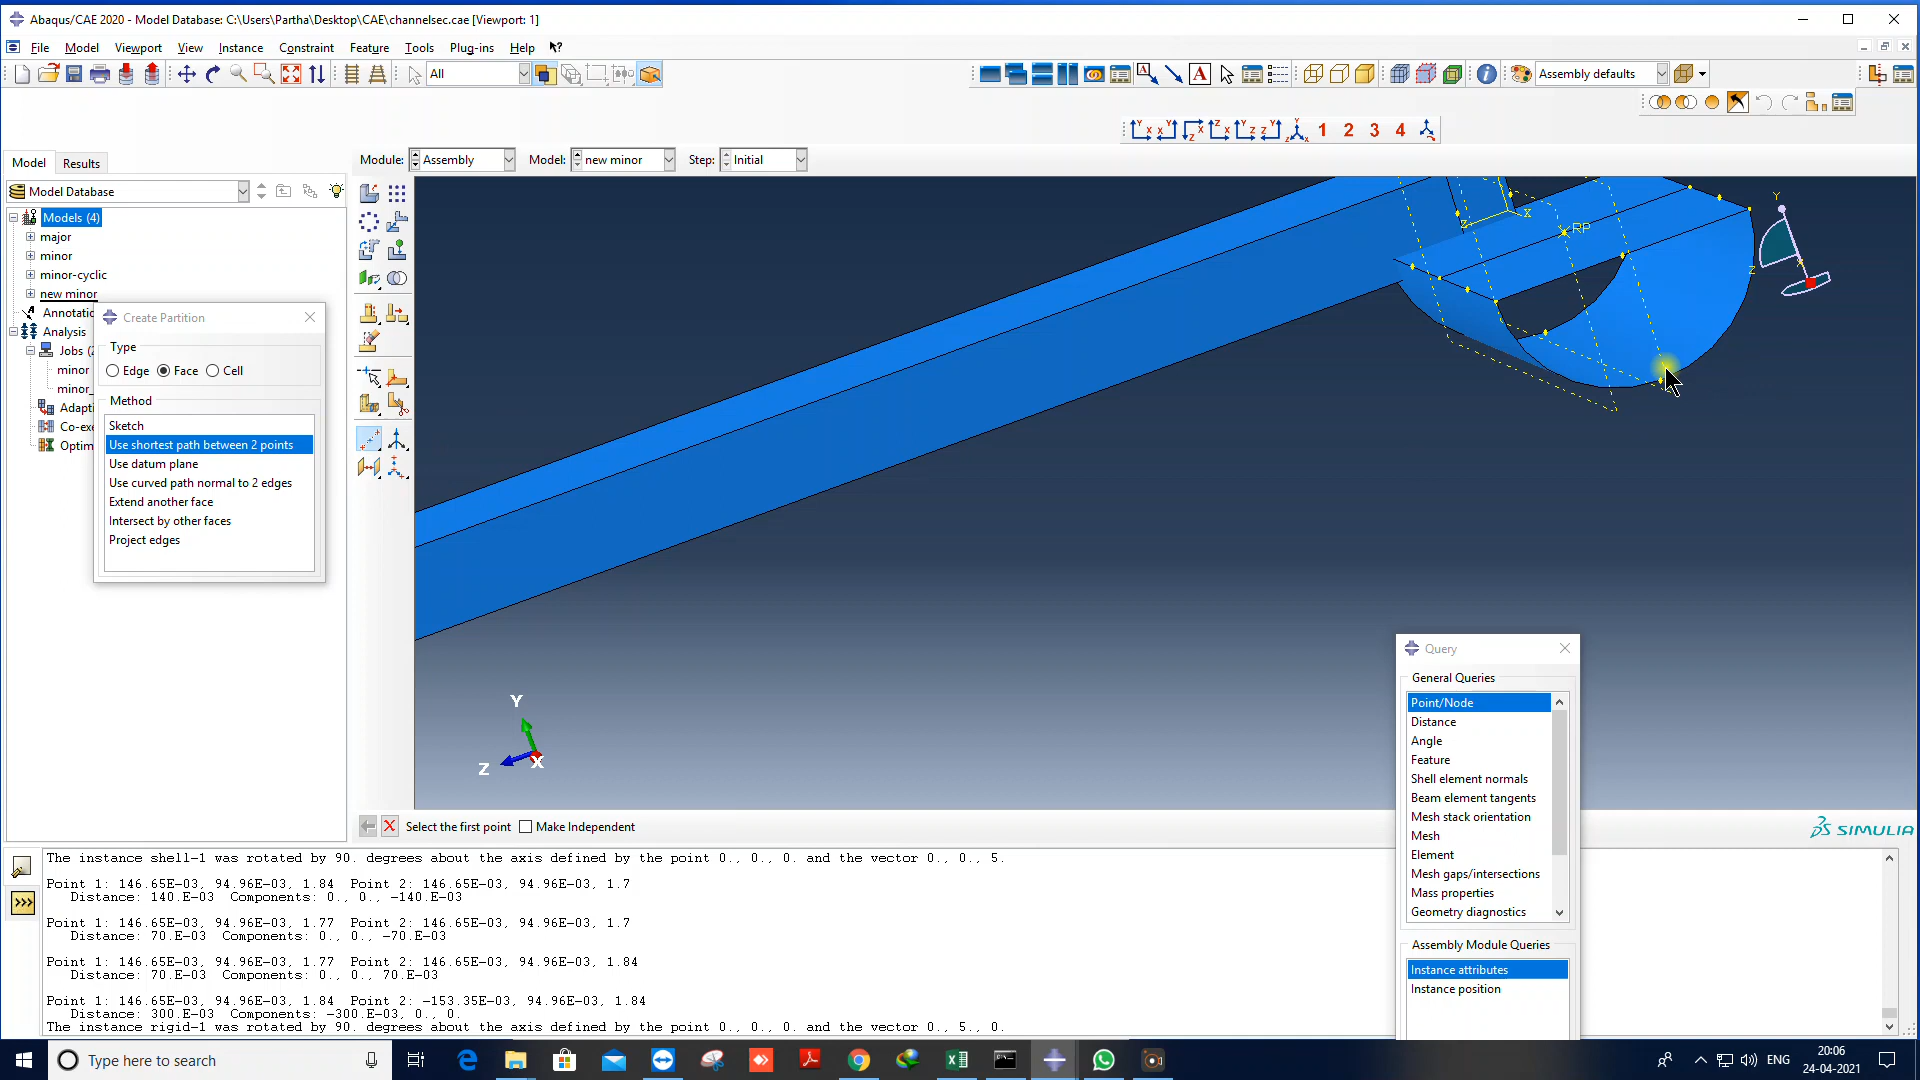 Abaqus/CAE 2020 - Model Database: C:\Users\Partha\Desktop\CAE\channelsec.cae [Viewport: 1]
File Model Viewport View Instance Constraint Feature Tools Plug-ins Help
All
Assembly defaults
1 2 3 4
Model Results
Module: Assembly Model: new minor Step: Initial
Model Database
Models (4)
major
minor
minor-cyclic
new minor
Annotatio
Analysis
Jobs (
minor
minor_
Adapti
Co-exe
Optim
Create Partition
Type
Edge Face Cell
Method
Sketch
Use shortest path between 2 points
Use datum plane
Use curved path normal to 2 edges
Extend another face
Intersect by other faces
Project edges
Z
X
RP
Y
X
Z
Y
Z
X
Query
General Queries
Point/Node
Distance
Angle
Feature
Shell element normals
Beam element tangents
Mesh stack orientation
Mesh
Element
Mesh gaps/intersections
Mass properties
Geometry diagnostics
Assembly Module Queries
Instance attributes
Instance position
Select the first point Make Independent
SIMULIA
The instance shell-1 was rotated by 90. degrees about the axis defined by the point 0., 0., 0. and the vector 0., 0., 5.
Point 1: 146.65E-03, 94.96E-03, 1.84 Point 2: 146.65E-03, 94.96E-03, 1.7
Distance: 140.E-03 Components: 0., 0., -140.E-03
Point 1: 146.65E-03, 94.96E-03, 1.77 Point 2: 146.65E-03, 94.96E-03, 1.7
Distance: 70.E-03 Components: 0., 0., -70.E-03
Point 1: 146.65E-03, 94.96E-03, 1.77 Point 2: 146.65E-03, 94.96E-03, 1.84
Distance: 70.E-03 Components: 0., 0., 70.E-03
Point 1: 146.65E-03, 94.96E-03, 1.84 Point 2: -153.35E-03, 94.96E-03, 1.84
Distance: 300.E-03 Components: -300.E-03, 0., 0.
The instance rigid-1 was rotated by 90. degrees about the axis defined by the point 0., 0., 0. and the vector 0., 5., 0.
Type here to search
ENG
20:06
24-04-2021